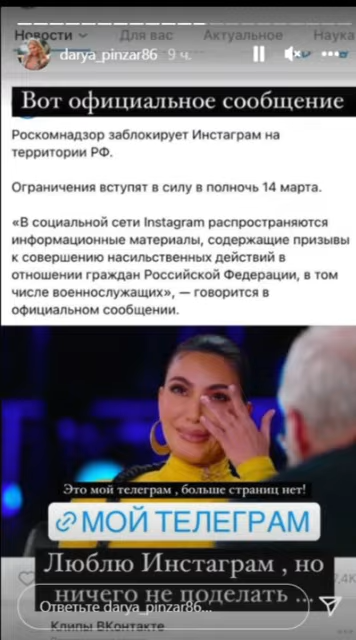 Новости Для вас Актуальное Наука
darya_pinzar86 9 ч.
Вот официальное сообщение
Роскомнадзор заблокирует Инстаграм на
территории РФ.
Ограничения вступят в силу в полночь 14 марта.
«В социальной сети Instagram распространяются
информационные материалы, содержащие призывы
к совершению насильственных действий в
отношении граждан Российской Федерации, в том
числе военнослужащих», — говорится в
официальном сообщении.
Это мой телеграм , больше страниц нет!
МОЙ ТЕЛЕГРАМ
Люблю Инстаграм , но
ничего не поделать ...
Ответьте darya_pinzar86...
Клипы ВКонтакте